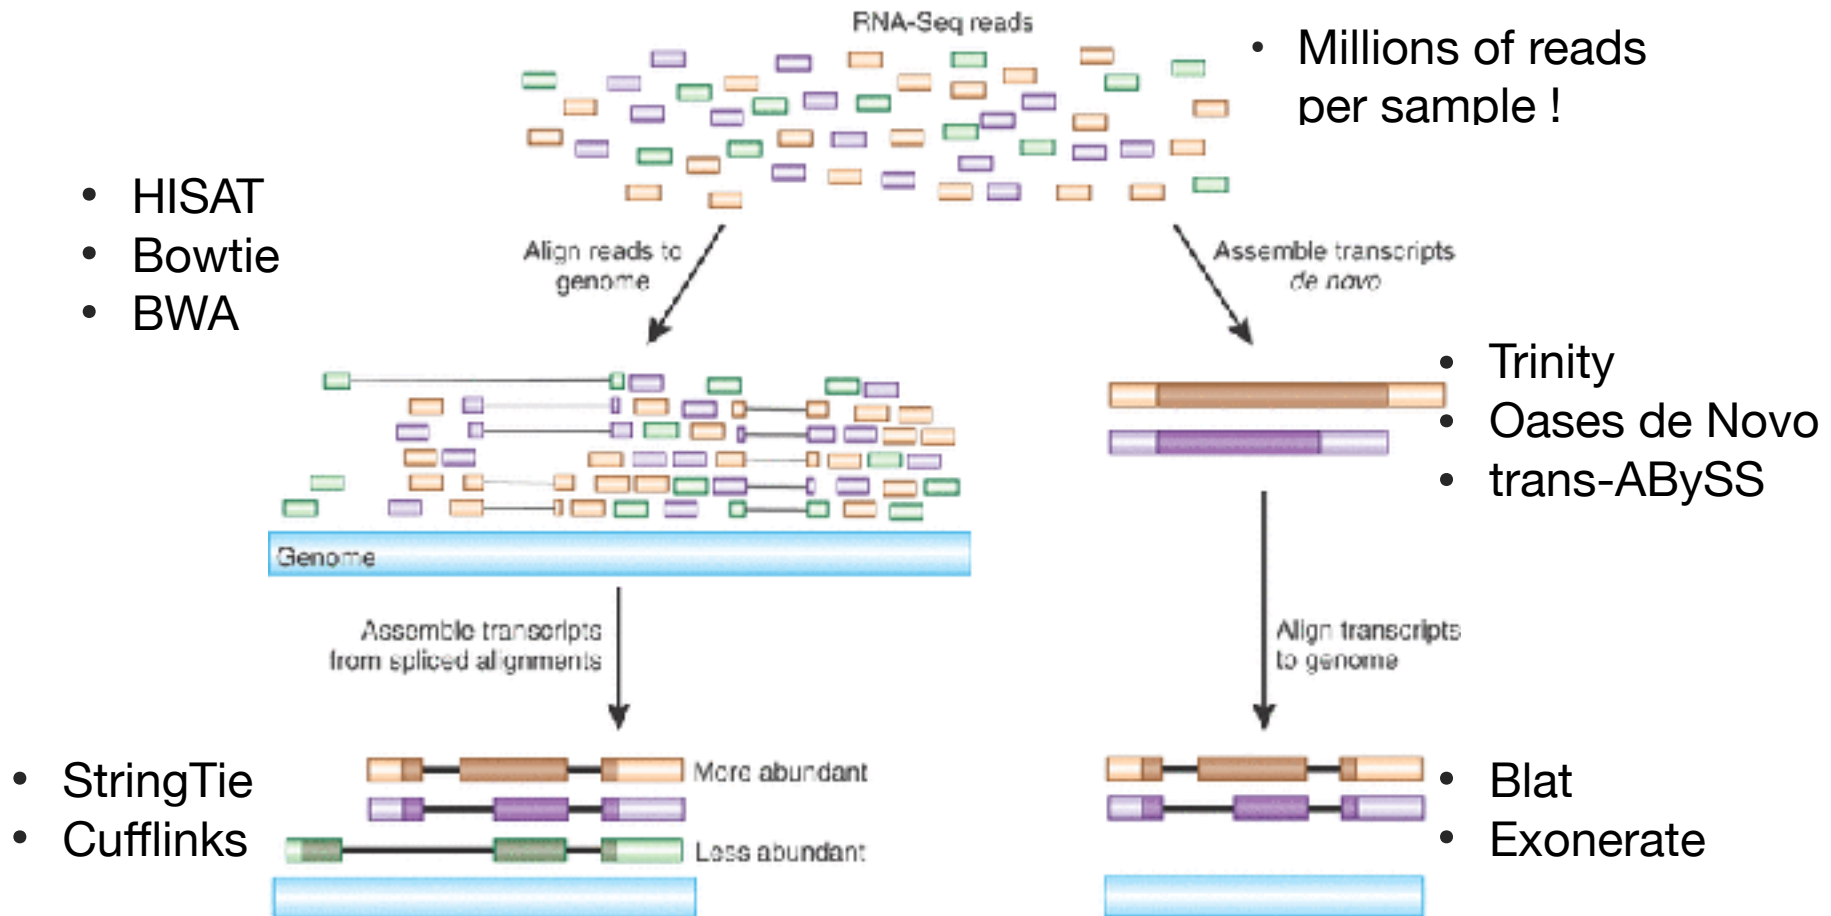 RNA-Seq reads
• Millions of reads
per sample !
• HISAT
• Bowtie
• BWA
Align reads to
genome
Assemble transcripts
de novo
• Trinity
• Oases de Novo
• trans-ABySS
Genome
Assemble transcripts
from spliced alignments
Align transcripts
to genome
• StringTie
• Cufflinks
More abundant
Less abundant
• Blat
• Exonerate